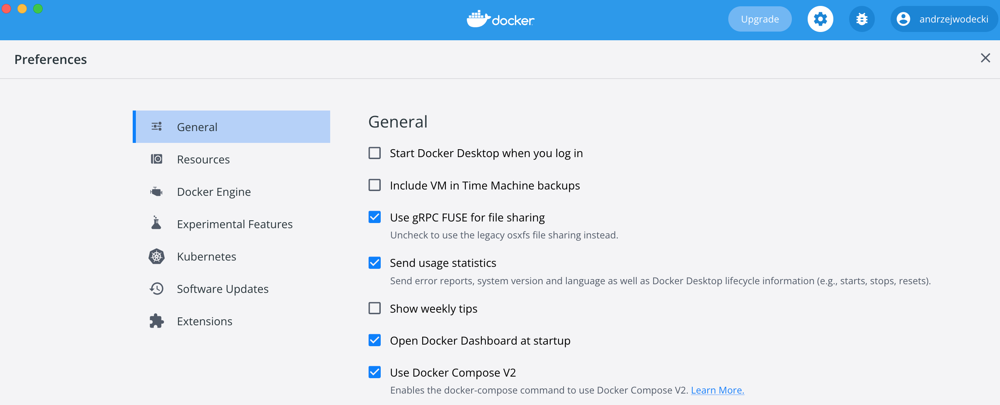 docker
Upgrade
andrzejwodecki
Preferences
General
Resources
Docker Engine
Experimental Features
Kubernetes
Software Updates
Extensions
General
Start Docker Desktop when you log in
Include VM in Time Machine backups
Use gRPC FUSE for file sharing
Uncheck to use the legacy osxfs file sharing instead.
Send usage statistics
Send error reports, system version and language as well as Docker Desktop lifecycle information (e.g., starts, stops, resets).
Show weekly tips
Open Docker Dashboard at startup
Use Docker Compose V2
Enables the docker-compose command to use Docker Compose V2. Learn More.